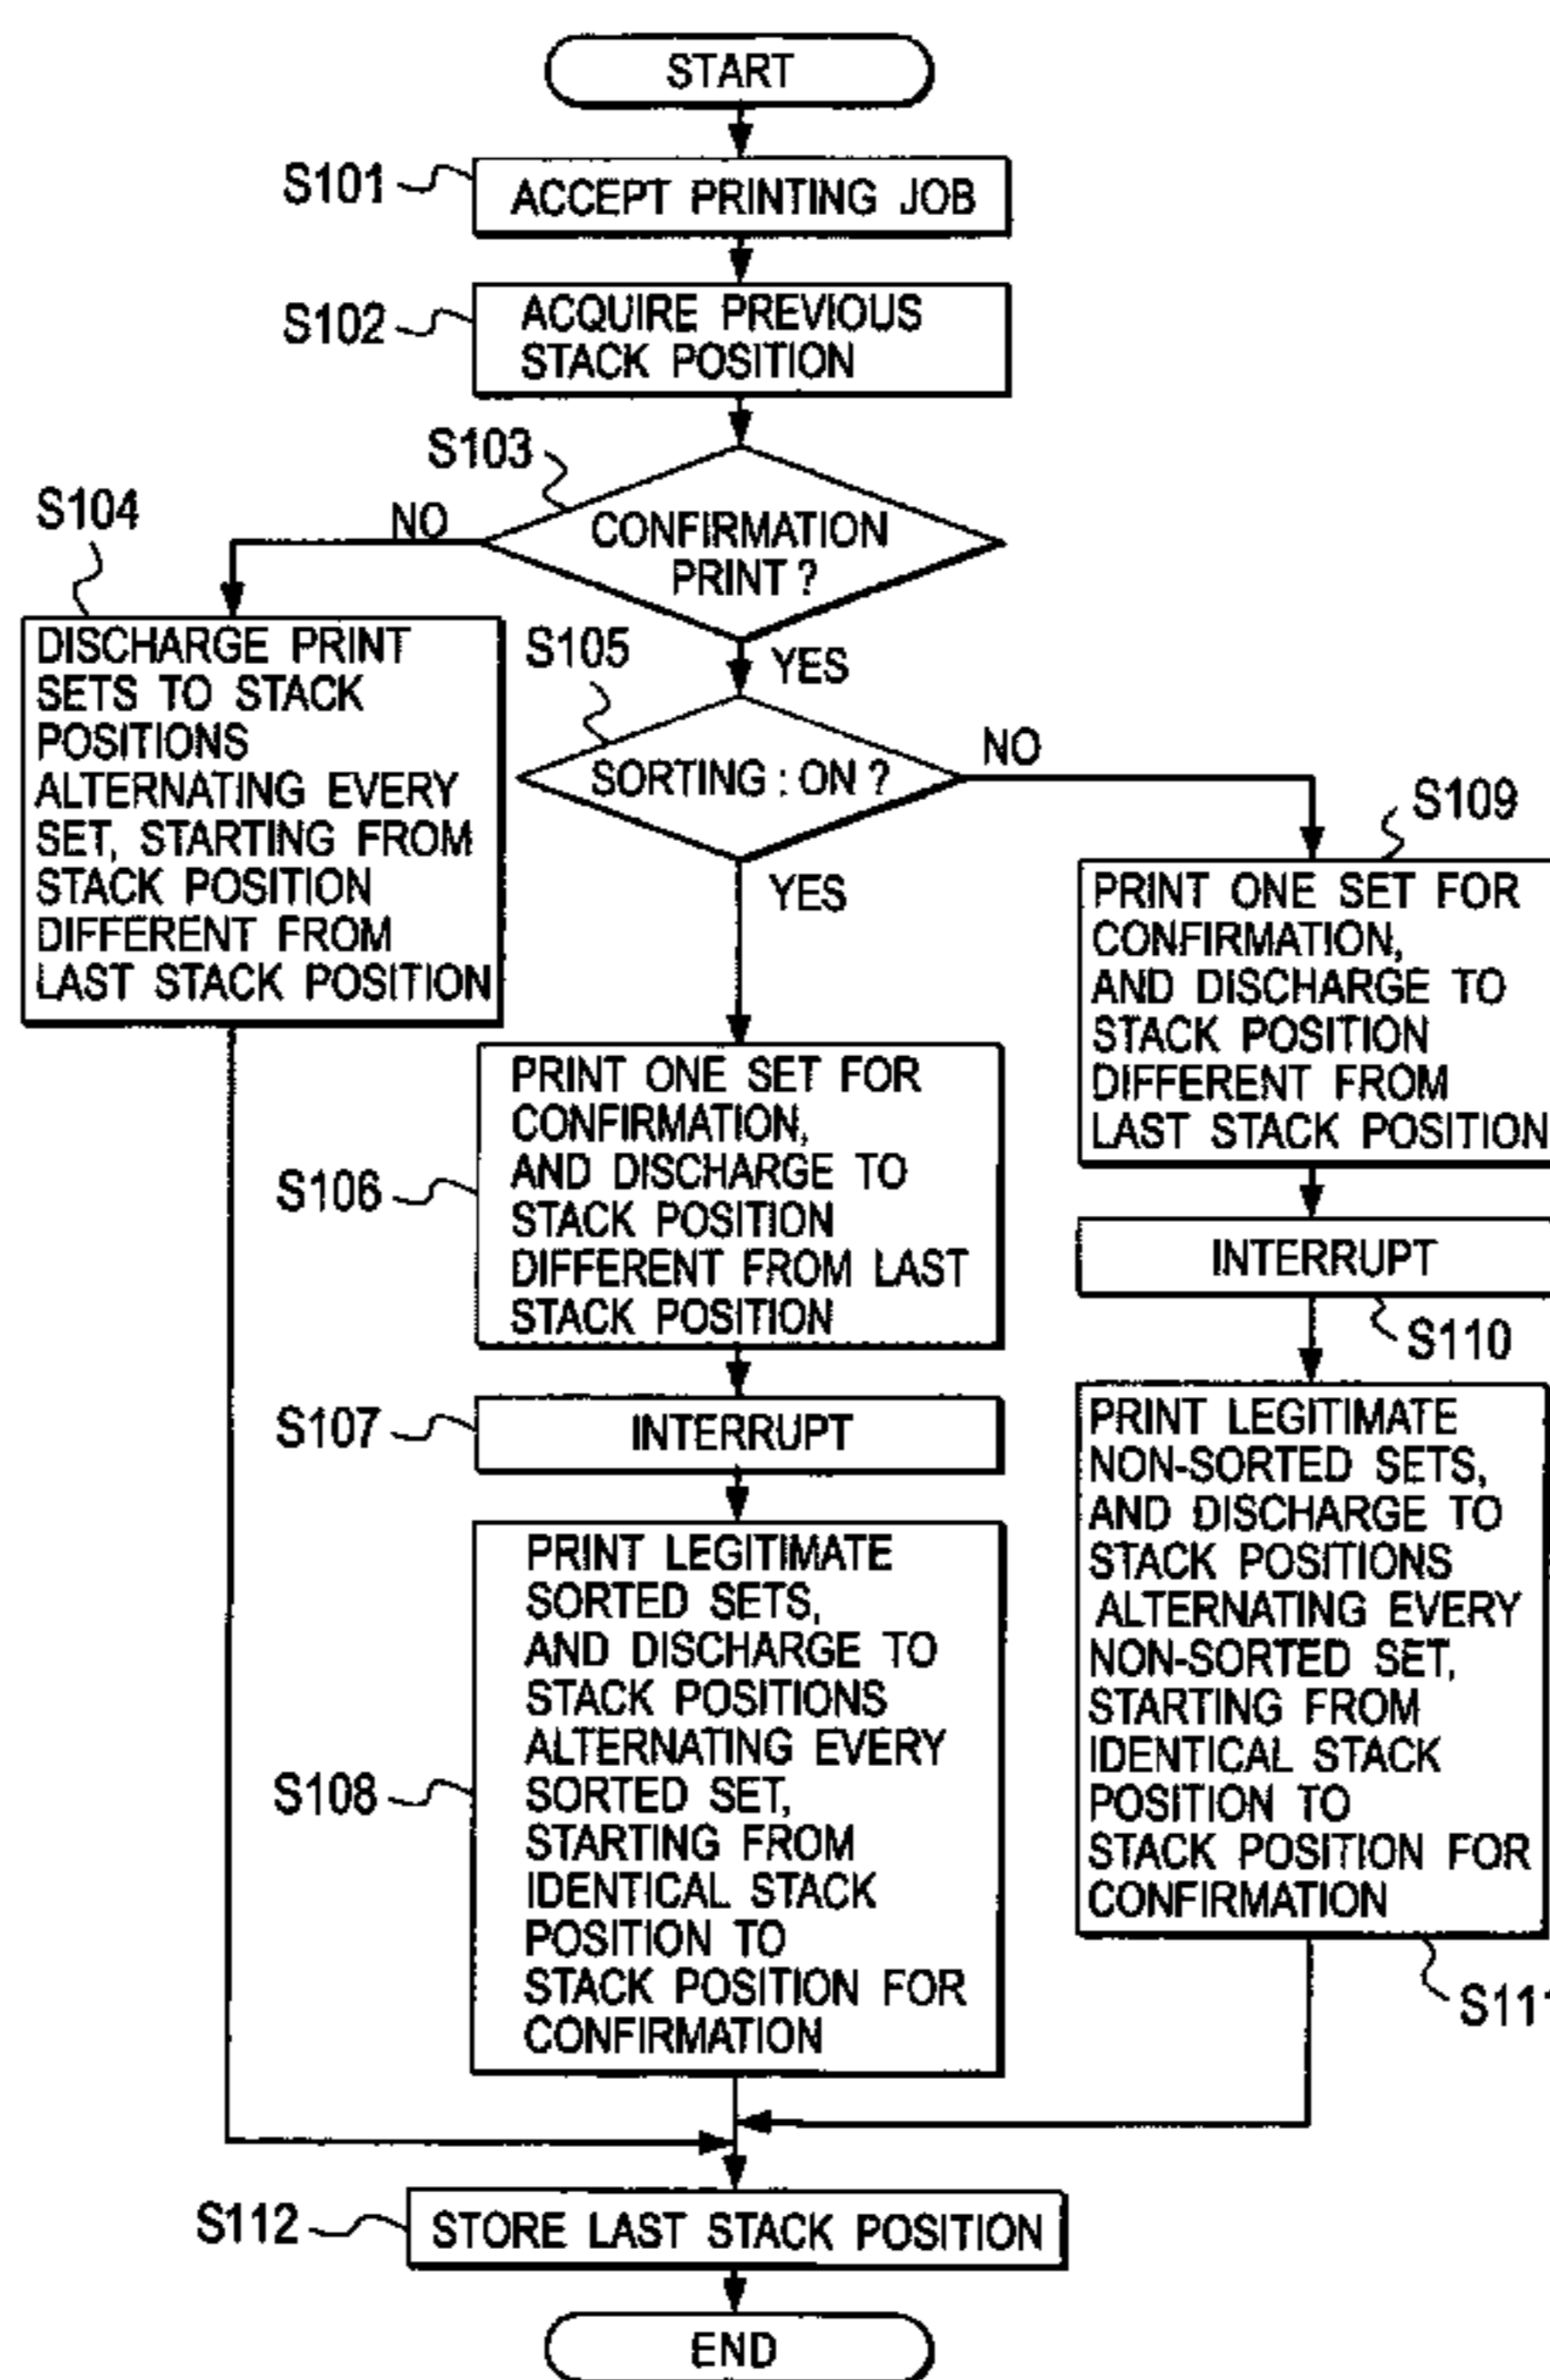 START
S101
ACCEPT PRINTING JOB
S102
ACQUIRE PREVIOUS
STACK POSITION
S103
CONFIRMATION
PRINT ?
NO
YES
S104
DISCHARGE PRINT
SETS TO STACK
POSITIONS
ALTERNATING EVERY
SET, STARTING FROM
STACK POSITION
DIFFERENT FROM
LAST STACK POSITION
S105
SORTING : ON ?
NO
YES
S106
PRINT ONE SET FOR
CONFIRMATION,
AND DISCHARGE TO
STACK POSITION
DIFFERENT FROM LAST
STACK POSITION
S107
INTERRUPT
S108
PRINT LEGITIMATE
SORTED SETS,
AND DISCHARGE TO
STACK POSITIONS
ALTERNATING EVERY
SORTED SET,
STARTING FROM
IDENTICAL STACK
POSITION TO
STACK POSITION FOR
CONFIRMATION
S109
PRINT ONE SET FOR
CONFIRMATION,
AND DISCHARGE TO
STACK POSITION
DIFFERENT FROM
LAST STACK POSITION
INTERRUPT
S110
PRINT LEGITIMATE
NON-SORTED SETS,
AND DISCHARGE TO
STACK POSITIONS
ALTERNATING EVERY
NON-SORTED SET,
STARTING FROM
IDENTICAL STACK
POSITION TO
STACK POSITION FOR
CONFIRMATION
S111
S112
STORE LAST STACK POSITION
END